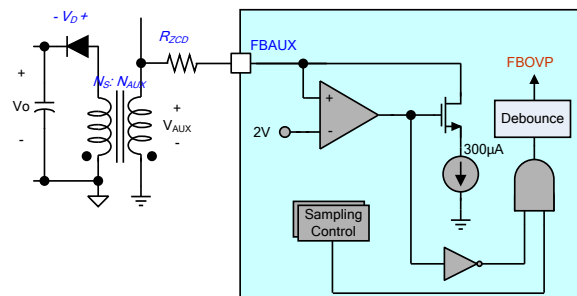 - VD +
RZCD
FBAUX
FBOVP
+
Vo
-
NS: NAUX
+
VAUX
-
+
-
2V
300µA
Debounce
Sampling
Control